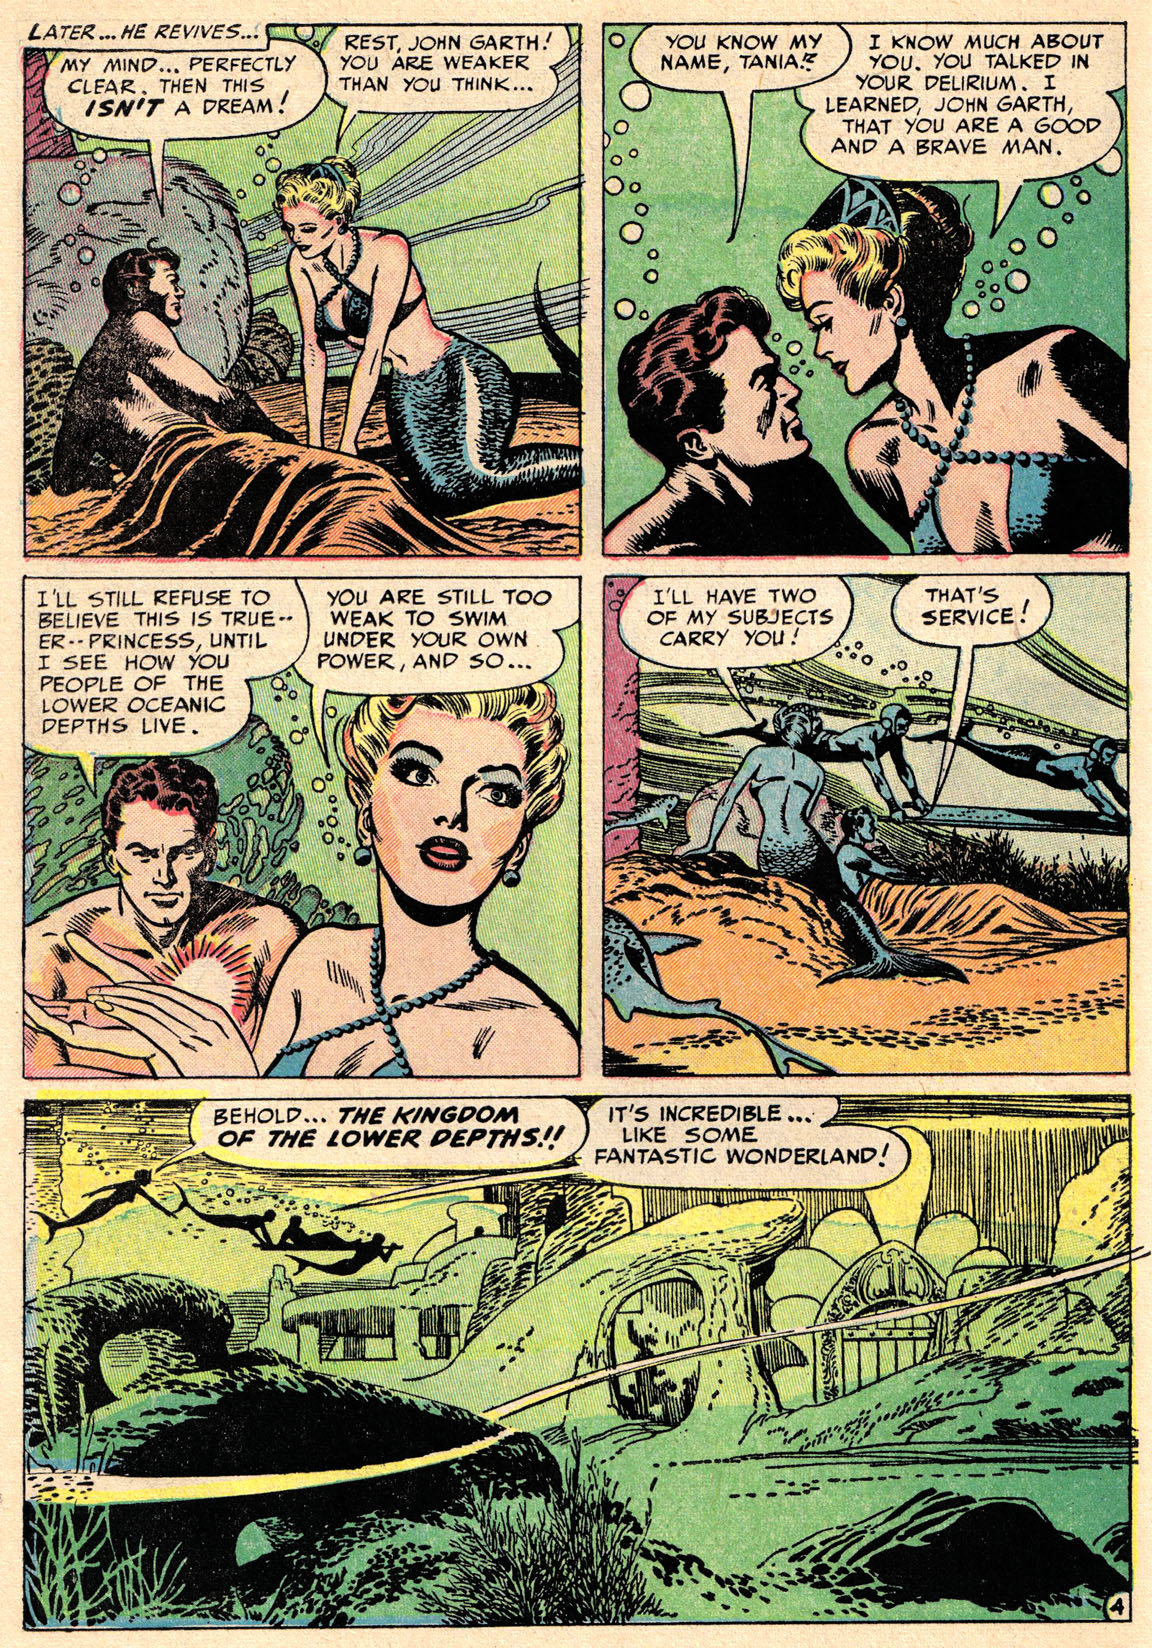 LATER... HE REVIVES...
MY MIND... PERFECTLY
CLEAR. THEN THIS
ISN'T A DREAM!
REST, JOHN GARTH!
YOU ARE WEAKER
THAN YOU THINK...
YOU KNOW MY
NAME, TANIA!?
I KNOW MUCH ABOUT
YOU. YOU TALKED IN
YOUR DELIRIUM. I
LEARNED, JOHN GARTH,
THAT YOU ARE A GOOD
AND A BRAVE MAN.
I'LL STILL REFUSE TO
BELIEVE THIS IS TRUE--
ER--PRINCESS, UNTIL
I SEE HOW YOU
PEOPLE OF THE
LOWER OCEANIC
DEPTHS LIVE.
YOU ARE STILL TOO
WEAK TO SWIM
UNDER YOUR OWN
POWER, AND SO...
I'LL HAVE TWO
OF MY SUBJECTS
CARRY YOU!
THAT'S
SERVICE!
BEHOLD... THE KINGDOM
OF THE LOWER DEPTHS!!
IT'S INCREDIBLE...
LIKE SOME
FANTASTIC WONDERLAND!
4